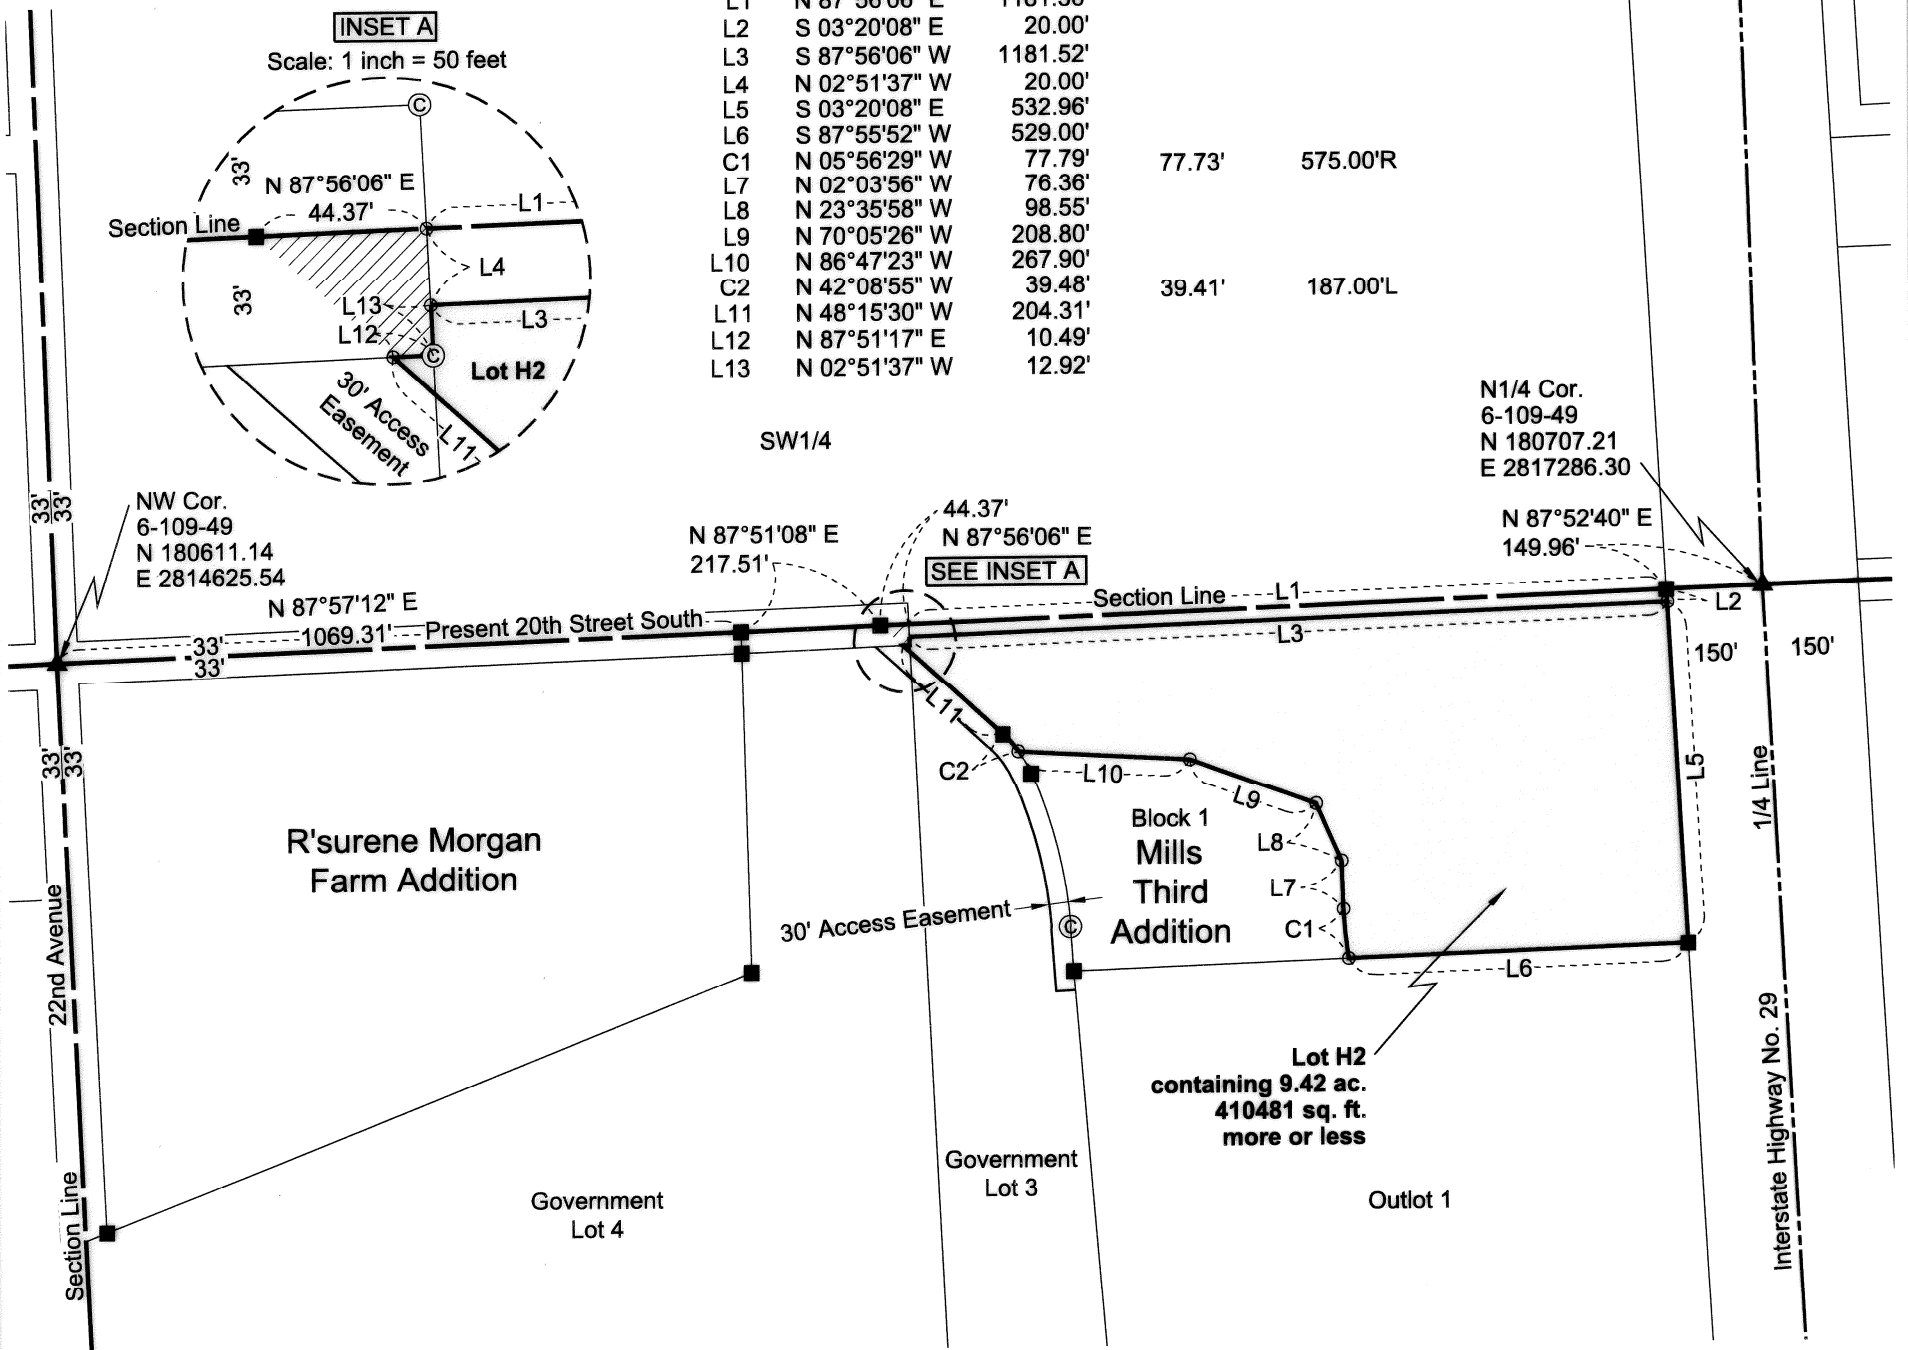 INSET A
Scale: 1 inch = 50 feet
C
33'
N 87°56'06" E
44.37'
Section Line
L1
L4
33'
L13
L3
L12
C
Lot H2
30' Access
Easement
L11
L1 N 87°56'06" E
L2 S 03°20'08" E 20.00'
L3 S 87°56'06" W 1181.52'
L4 N 02°51'37" W 20.00'
L5 S 03°20'08" E 532.96'
L6 S 87°55'52" W 529.00'
C1 N 05°56'29" W 77.79' 77.73' 575.00'R
L7 N 02°03'56" W 76.36'
L8 N 23°35'58" W 98.55'
L9 N 70°05'26" W 208.80'
L10 N 86°47'23" W 267.90'
C2 N 42°08'55" W 39.48' 39.41' 187.00'L
L11 N 48°15'30" W 204.31'
L12 N 87°51'17" E 10.49'
L13 N 02°51'37" W 12.92'
SW1/4
N1/4 Cor.
6-109-49
N 180707.21
E 2817286.30
33' 33'
NW Cor.
6-109-49
N 180611.14
E 2814625.54
N 87°51'08" E
217.51'
44.37'
N 87°56'06" E
SEE INSET A
N 87°52'40" E
149.96'
N 87°57'12" E
1069.31'
Present 20th Street South
Section Line
L1
L2
L3
33'
33'
150' 150'
33' 33'
L11
C2
L10
L9
L8
L7
C1
L5
L6
1/4 Line
R'surene Morgan
Farm Addition
Block 1
Mills
Third
Addition
30' Access Easement
C
22nd Avenue
Lot H2
containing 9.42 ac.
410481 sq. ft.
more or less
Interstate Highway No. 29
Section Line
Government
Lot 4
Government
Lot 3
Outlot 1